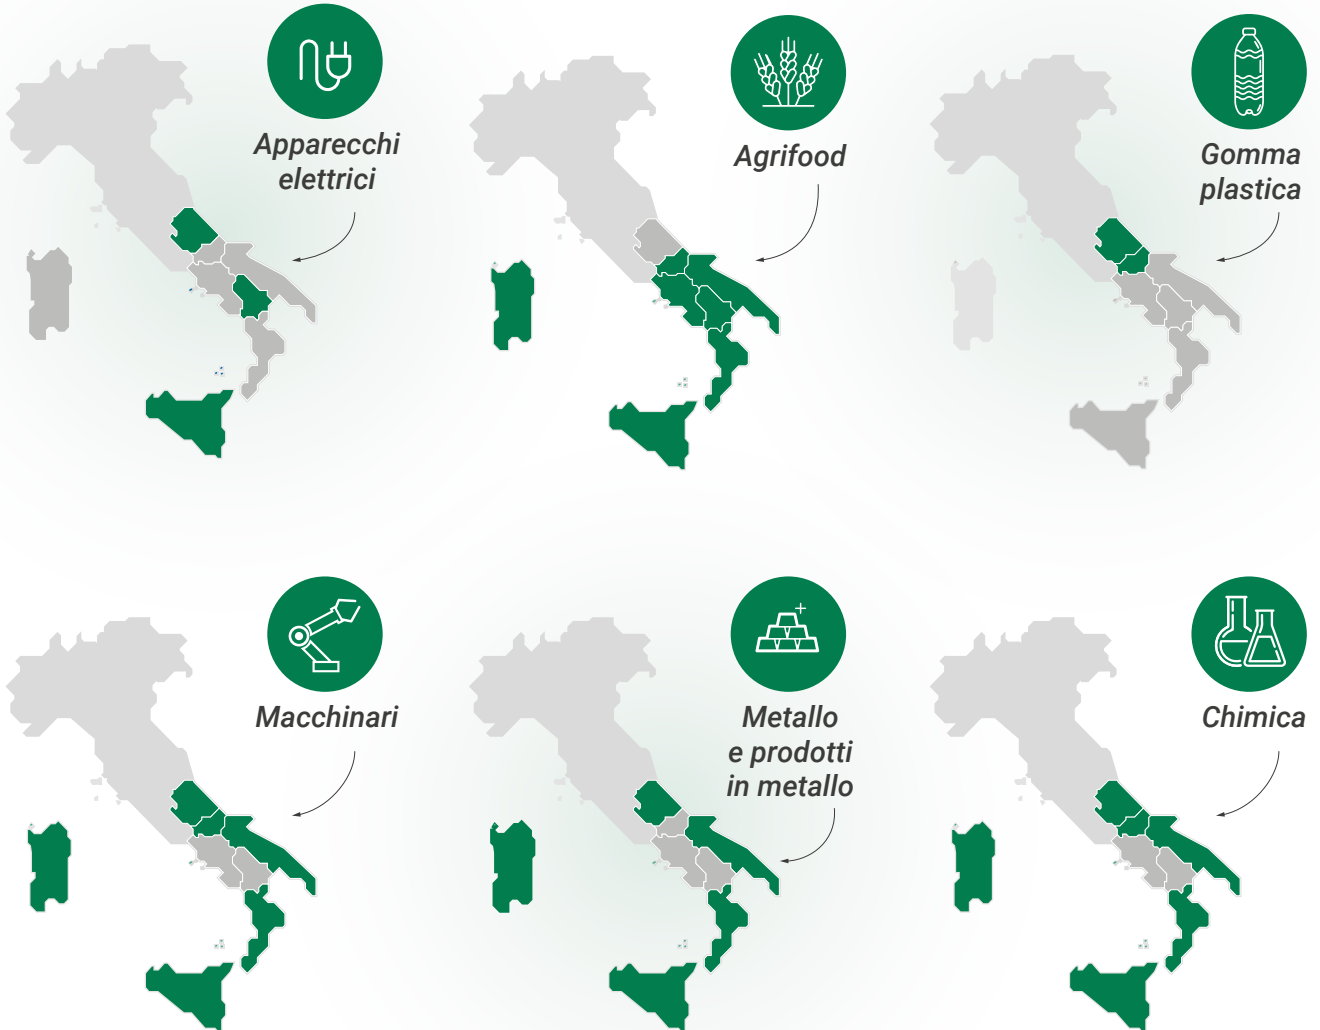 Apparecchi
elettrici
Agrifood
Gomma
plastica
Macchinari
Metallo
e prodotti
in metallo
Chimica